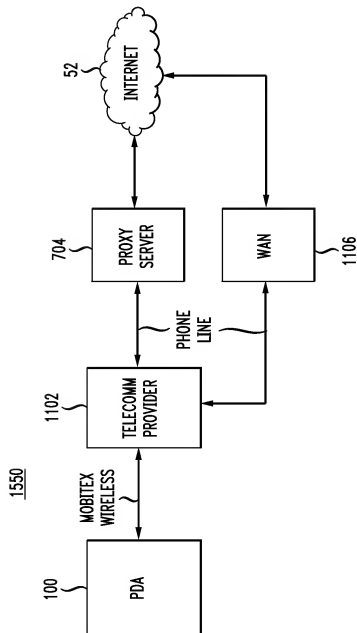 1550
100
PDA
MOBITEX
WIRELESS
1102
TELECOMM
PROVIDER
PHONE
LINE
704
PROXY
SERVER
52
INTERNET
WAN
1106